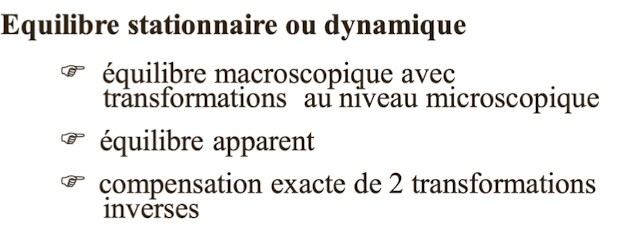 Equilibre stationnaire ou dynamique
☞ équilibre macroscopique avec
transformations au niveau microscopique
☞ équilibre apparent
☞ compensation exacte de 2 transformations
inverses